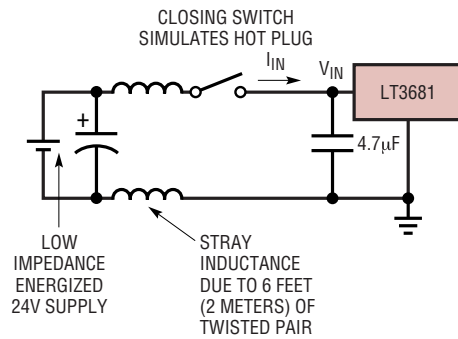 CLOSING SWITCH
SIMULATES HOT PLUG
IIN
VIN
LT3681
+
4.7µF
LOW
IMPEDANCE
ENERGIZED
24V SUPPLY
STRAY
INDUCTANCE
DUE TO 6 FEET
(2 METERS) OF
TWISTED PAIR